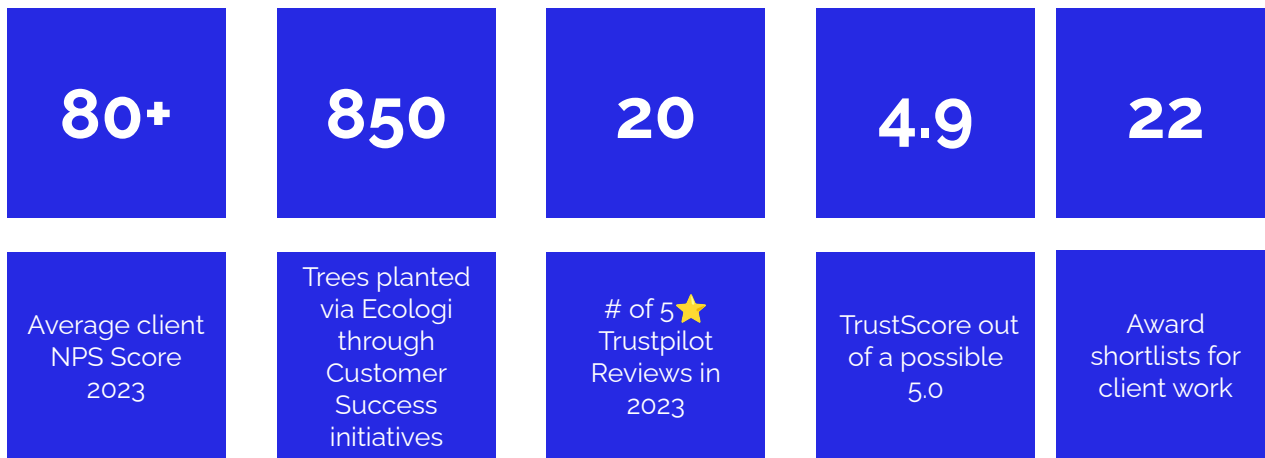 80+
850
20
4.9
22
Average client
NPS Score
2023
Trees planted
via Ecologi
through
Customer
Success
initiatives
# of 5⭐
Trustpilot
Reviews in
2023
TrustScore out
of a possible
5.0
Award
shortlists for
client work